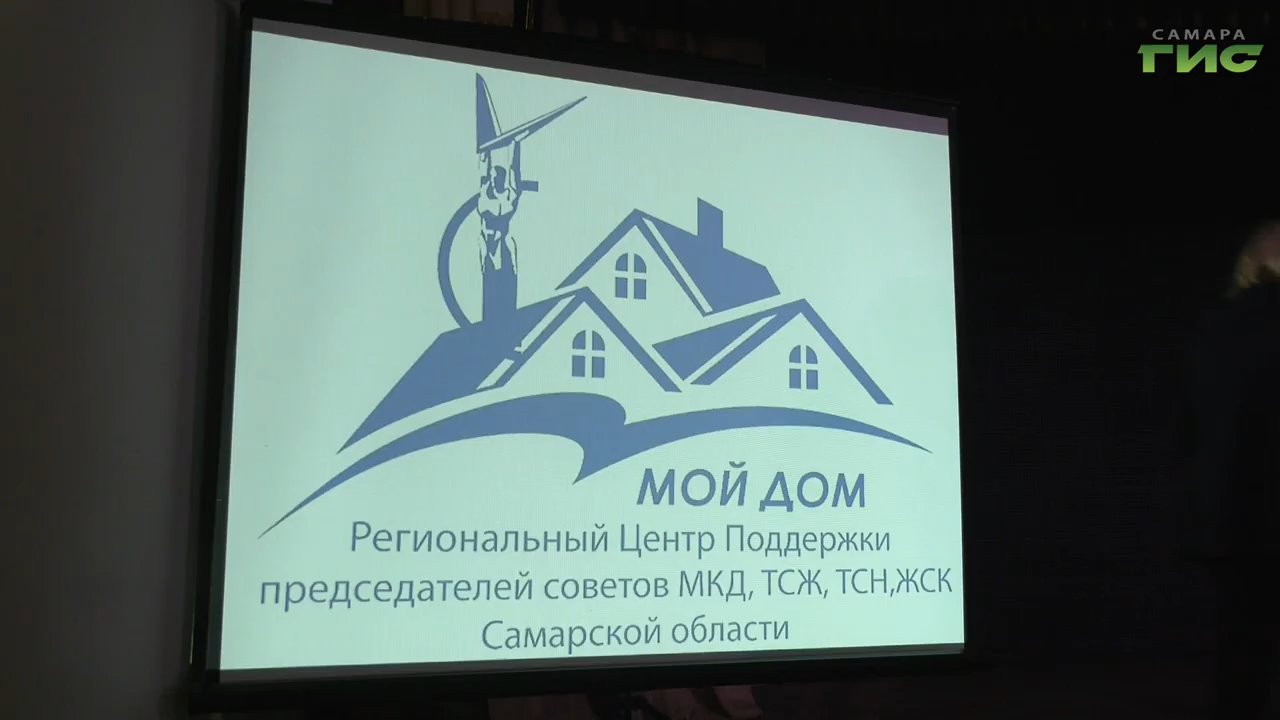 САМАРА
ГИС
МОЙ ДОМ
Региональный Центр Поддержки
председателей советов МКД, ТСЖ, ТСН,ЖСК
Самарской области